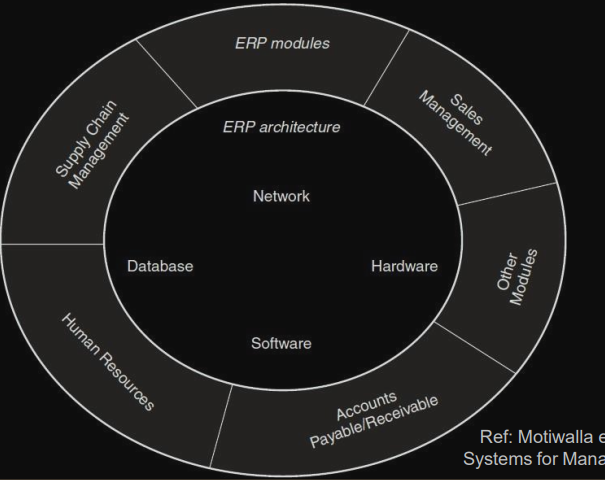 ERP modules
Sales
Management
Supply Chain
Management
ERP architecture
Network
Database
Hardware
Other
Modules
Software
Human Resources
Accounts
Payable/Receivable
Ref: Motiwalla e
Systems for Mana